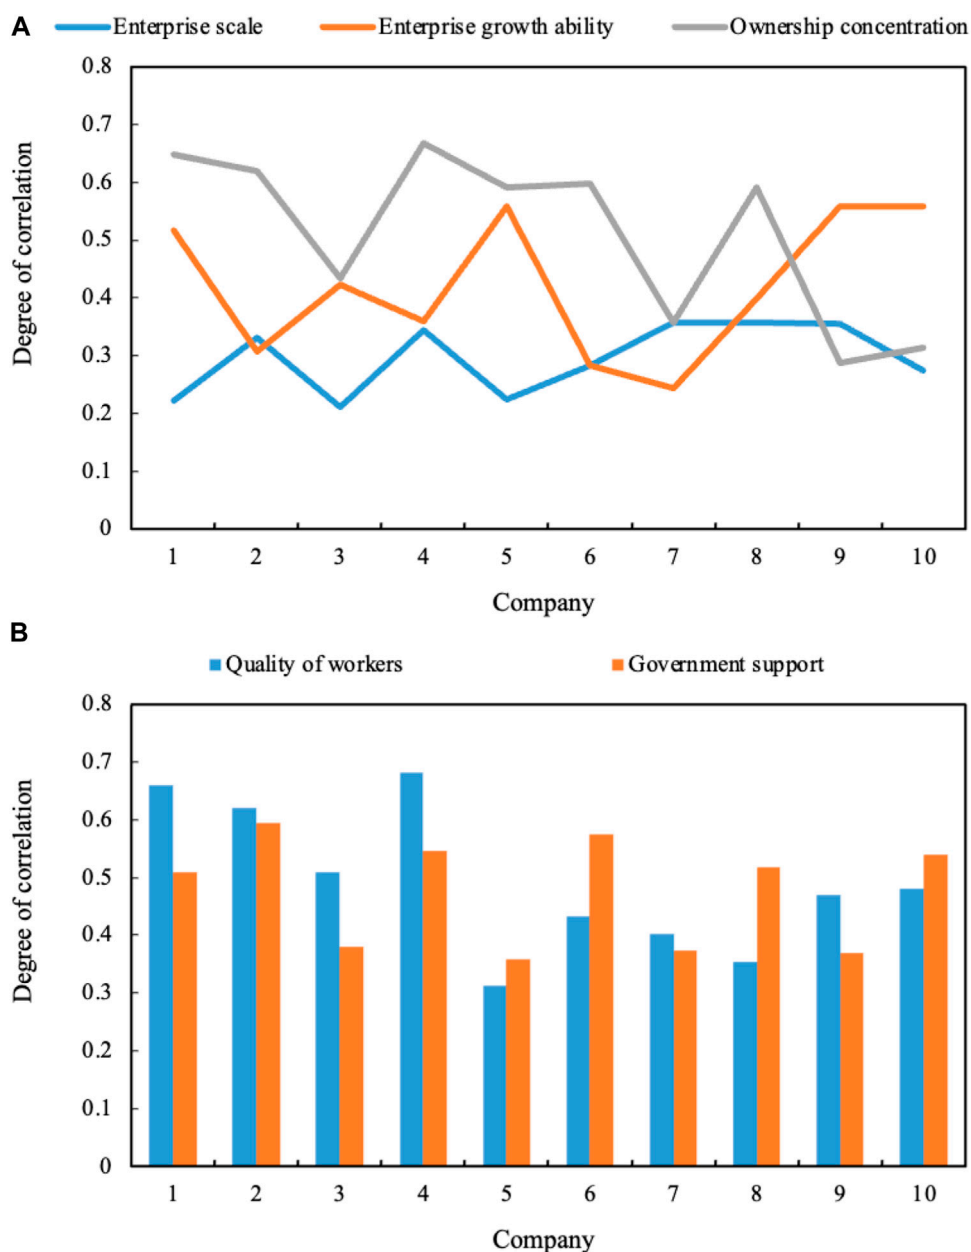 A
Enterprise scale Enterprise growth ability Ownership concentration
0.8
0.7
0.6
0.5
0.4
0.3
0.2
0.1
0
Degree of correlation
1 2 3 4 5 6 7 8 9 10
Company
B
Quality of workers Government support
0.8
0.7
0.6
0.5
0.4
0.3
0.2
0.1
0
Degree of correlation
1 2 3 4 5 6 7 8 9 10
Company